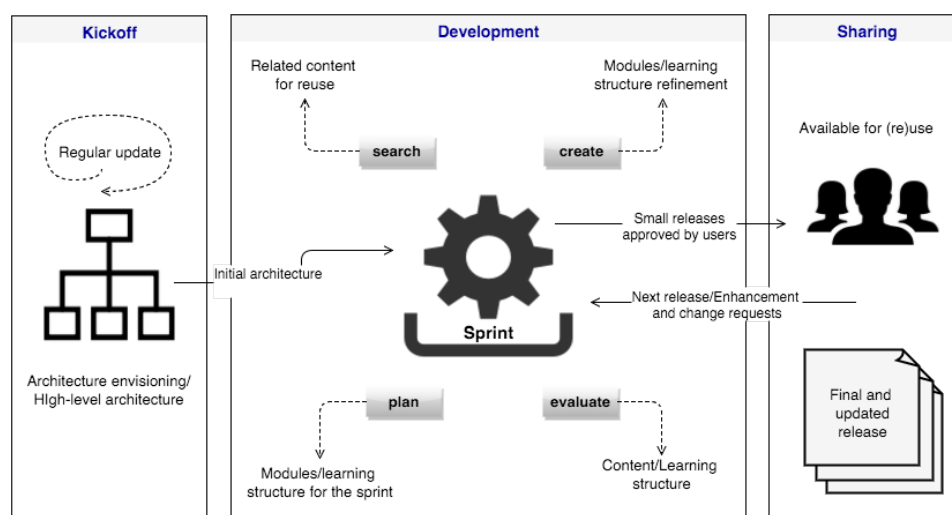 Kickoff
Regular update
Architecture envisioning/
HIgh-level architecture
Initial architecture
Development
Related content
for reuse
Modules/learning
structure refinement
search
create
Sprint
plan
evaluate
Modules/learning
structure for the sprint
Content/Learning
structure
Small releases
approved by users
Next release/Enhancement
and change requests
Sharing
Available for (re)use
Final and
updated
release